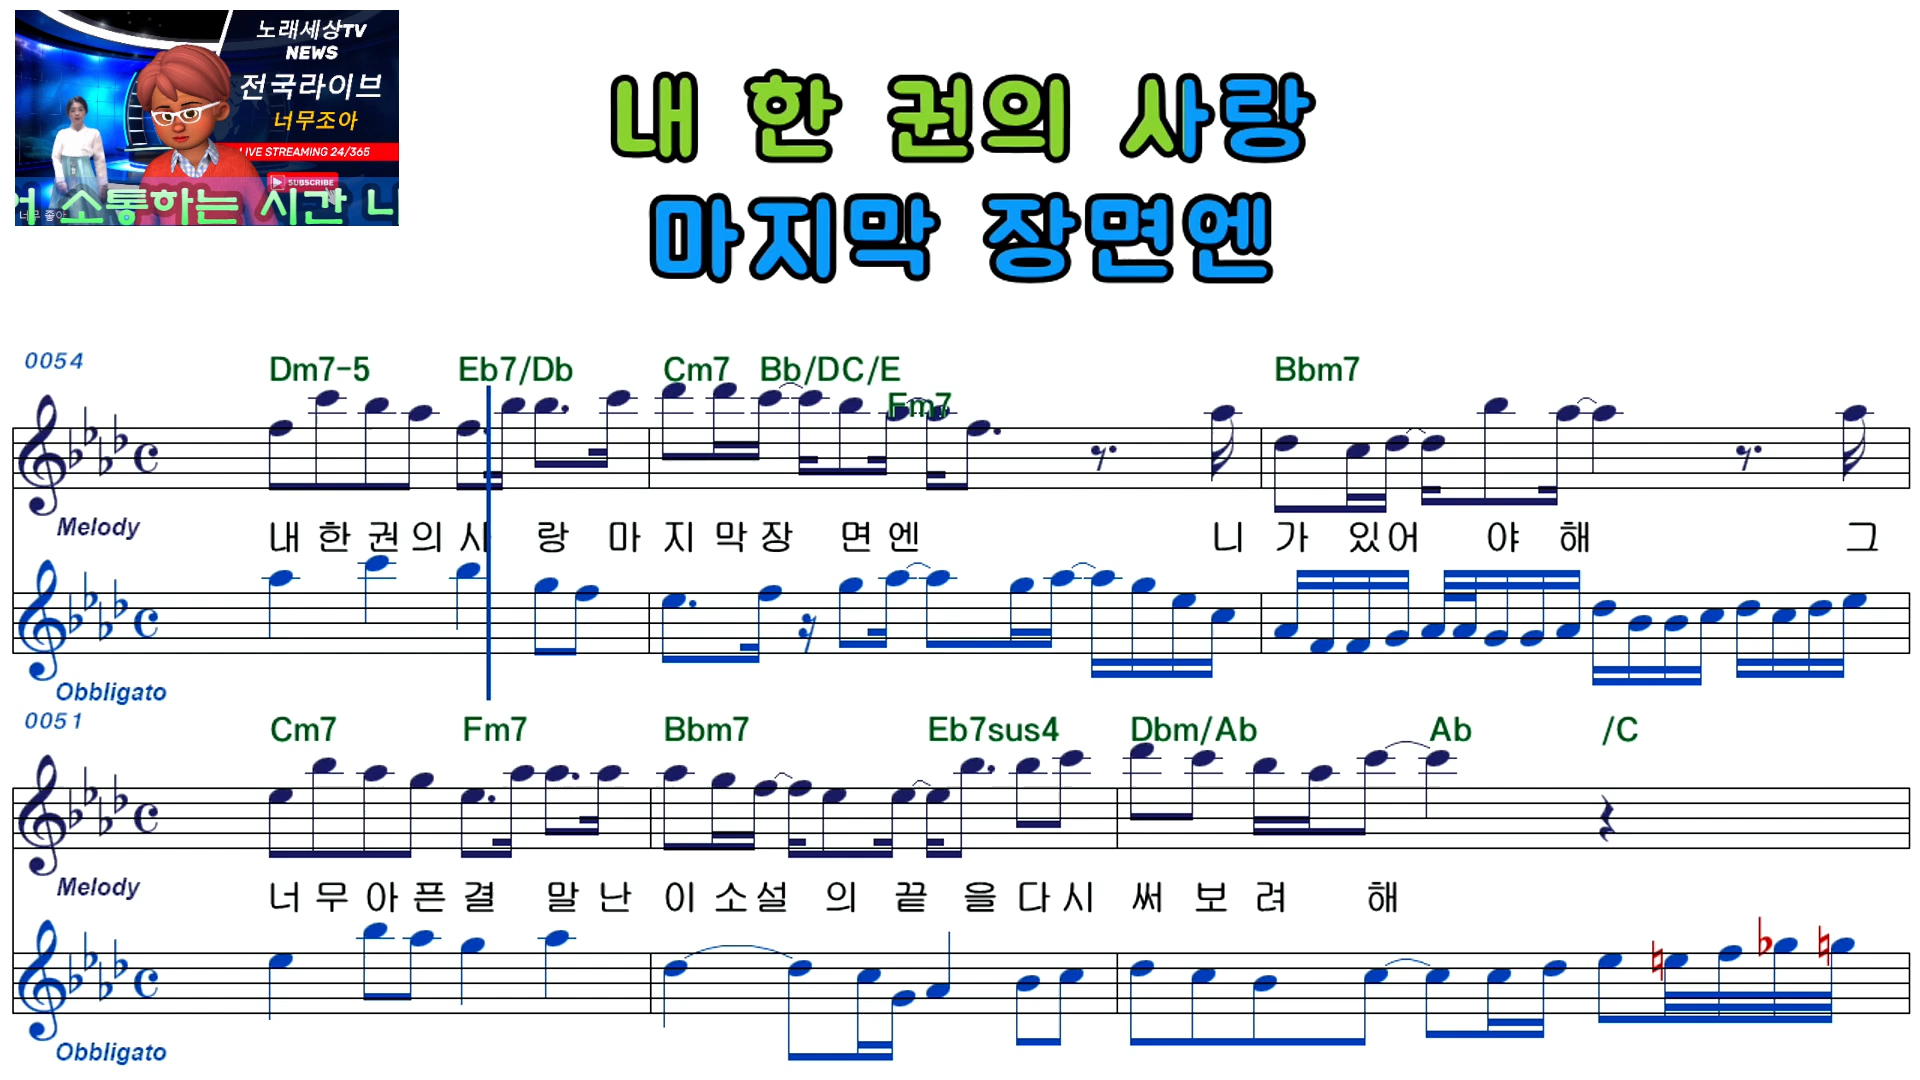 노래세상TV
NEWS
전국라이브
너무조아
LIVE STREAMING 24/365
SUBSCRIBE
너무 좋아
소통하는 시간
내 한 권의 사랑
마지막 장면엔
0054
Dm7-5 Eb7/Db Cm7 Bb/D C/E Fm7 Bbm7
Melody
내 한 권 의 사 랑 마 지 막 장 면 엔 니 가 있 어 야 해 그
Obbligato
0051
Cm7 Fm7 Bbm7 Eb7sus4 Dbm/Ab Ab /C
Melody
너 무 아 픈 결 말 난 이 소 설 의 끝 을 다 시 써 보 려 해
Obbligato